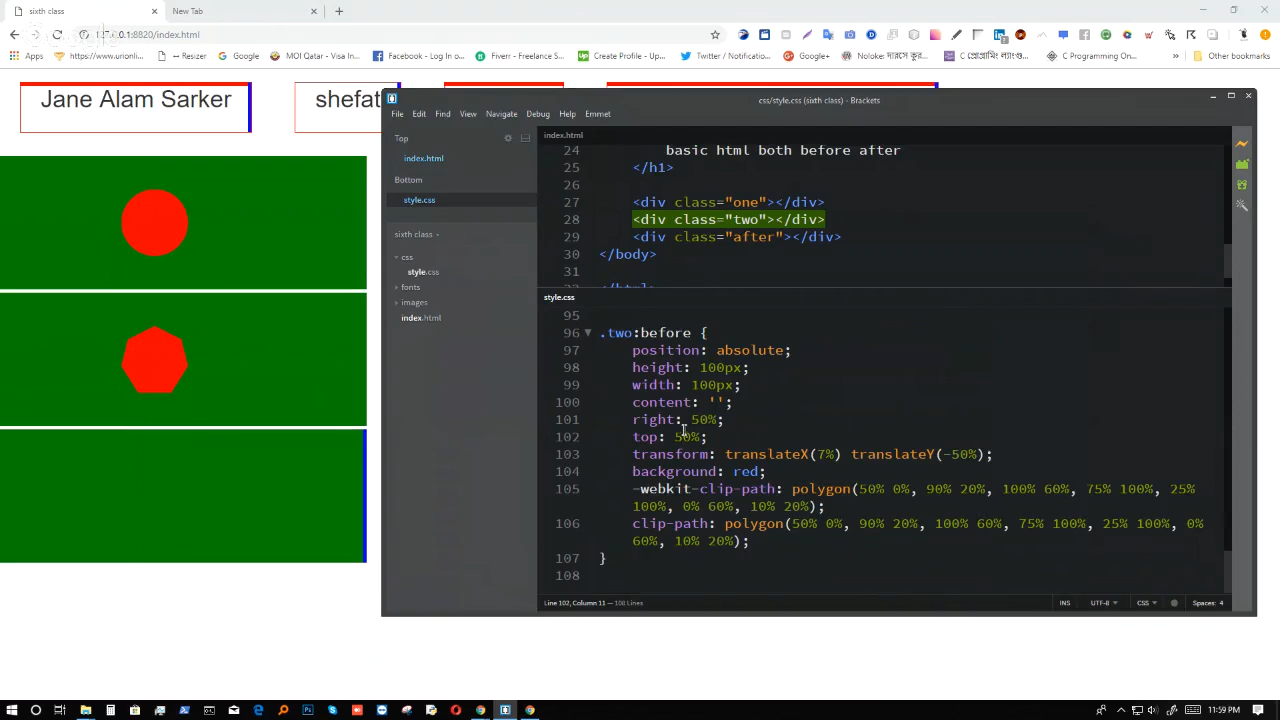 sixth class
New Tab
127.0.0.1:8820/index.html
Apps
https://www.urionli
-- Resizer
Google
MOI Qatar - Visa In
Facebook - Log In o
Fiverr - Freelance S
Create Profile - Up
Twitter / Notification
Google+
C Programming On
Other bookmarks
Jane Alam Sarker
shefat
css/style.css (sixth class) - Brackets
File Edit Find View Navigate Debug Help Emmet
Top
index.html
Bottom
style.css
sixth class
css
style.css
fonts
images
index.html
index.html
24 basic html both before after
25 </h1>
26
27 <div class="one"></div>
28 <div class="two"></div>
29 <div class="after"></div>
30 </body>
31
style.css
95
96 .two:before {
97 position: absolute;
98 height: 100px;
99 width: 100px;
100 content: '';
101 right: 50%;
102 top: 50%;
103 transform: translateX(7%) translateY(-50%);
104 background: red;
105 -webkit-clip-path: polygon(50% 0%, 90% 20%, 100% 60%, 75% 100%, 25%
100%, 0% 60%, 10% 20%);
106 clip-path: polygon(50% 0%, 90% 20%, 100% 60%, 75% 100%, 25% 100%, 0%
60%, 10% 20%);
107 }
108
Line 102, Column 11 — 108 Lines
INS UTF-8 CSS Spaces: 4
11:59 PM